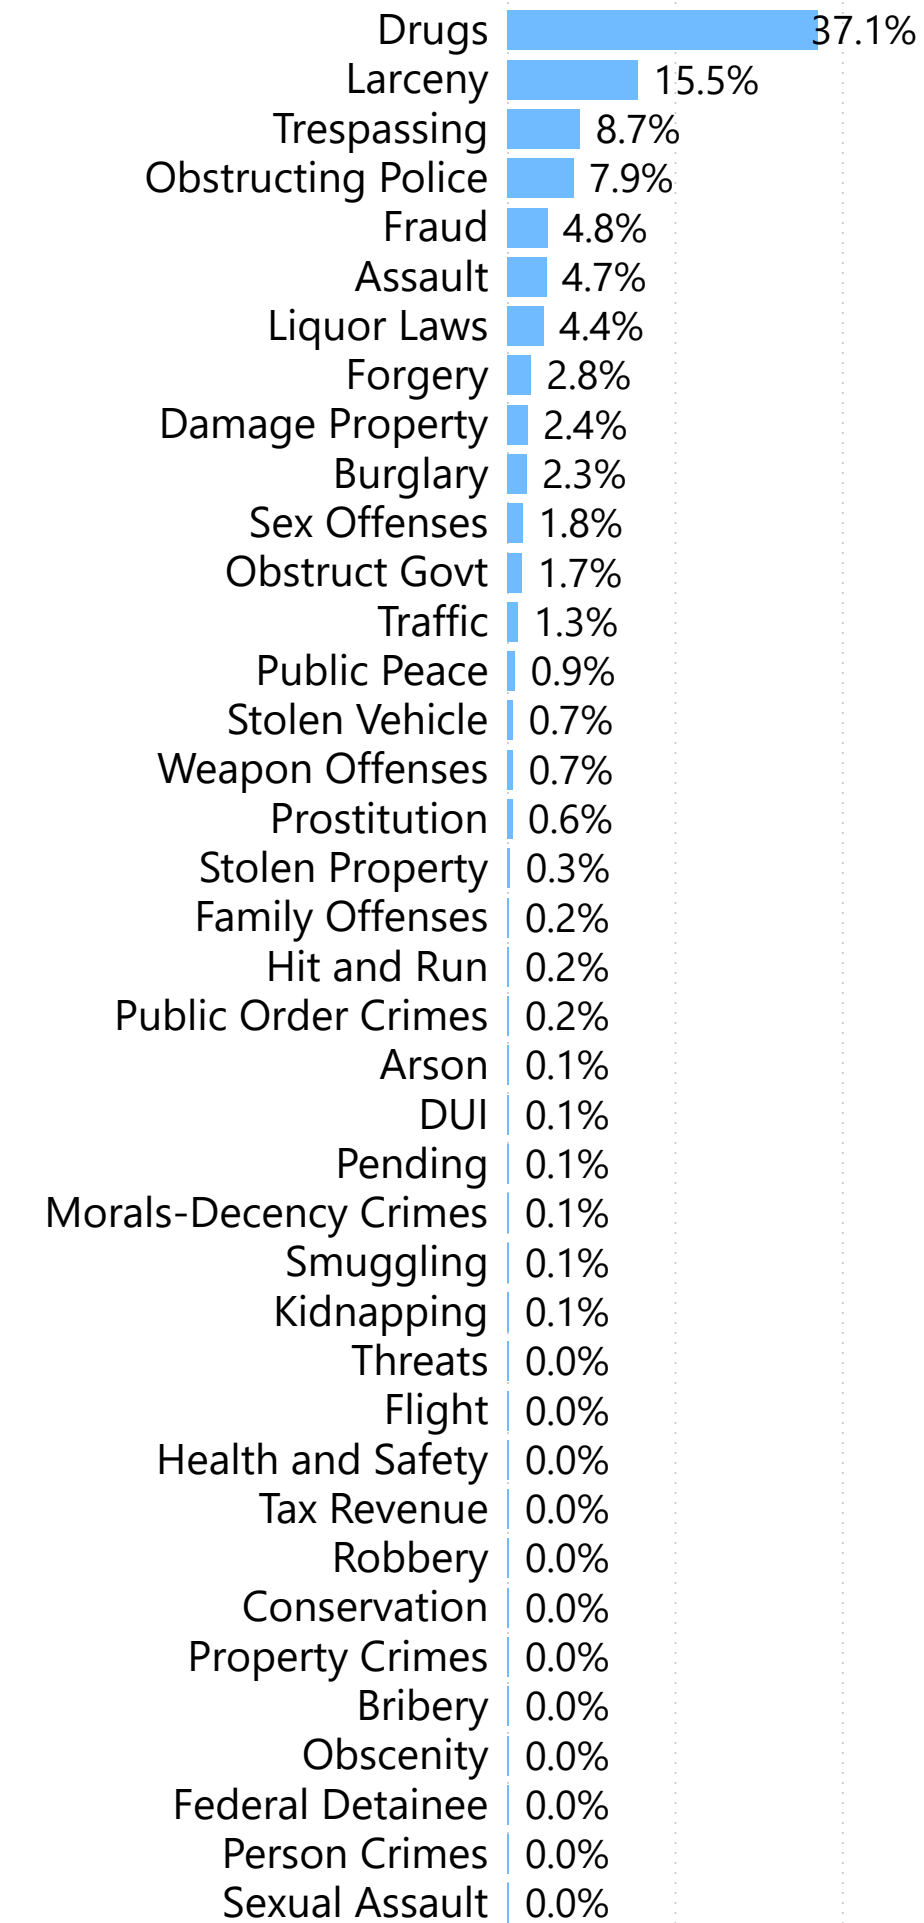 Drugs 37.1%
Larceny 15.5%
Trespassing 8.7%
Obstructing Police 7.9%
Fraud 4.8%
Assault 4.7%
Liquor Laws 4.4%
Forgery 2.8%
Damage Property 2.4%
Burglary 2.3%
Sex Offenses 1.8%
Obstruct Govt 1.7%
Traffic 1.3%
Public Peace 0.9%
Stolen Vehicle 0.7%
Weapon Offenses 0.7%
Prostitution 0.6%
Stolen Property 0.3%
Family Offenses 0.2%
Hit and Run 0.2%
Public Order Crimes 0.2%
Arson 0.1%
DUI 0.1%
Pending 0.1%
Morals-Decency Crimes 0.1%
Smuggling 0.1%
Kidnapping 0.1%
Threats 0.0%
Flight 0.0%
Health and Safety 0.0%
Tax Revenue 0.0%
Robbery 0.0%
Conservation 0.0%
Property Crimes 0.0%
Bribery 0.0%
Obscenity 0.0%
Federal Detainee 0.0%
Person Crimes 0.0%
Sexual Assault 0.0%